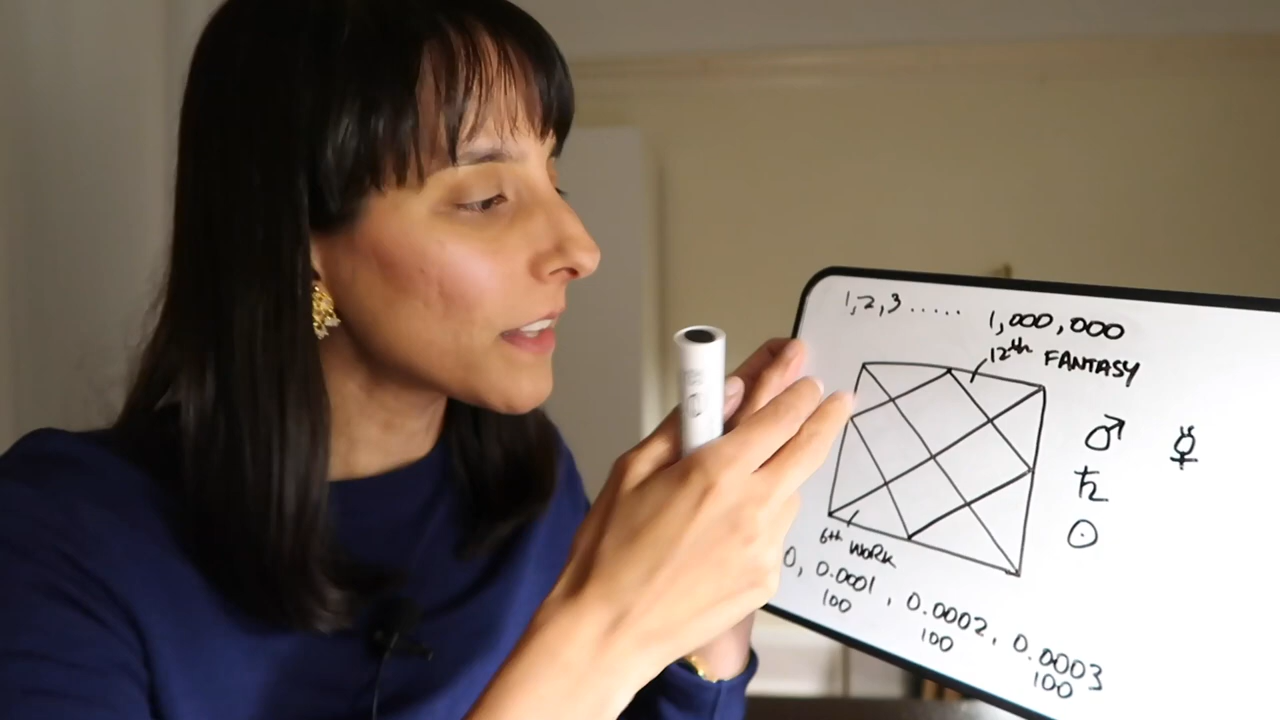 1,2,3..... 1,000,000
12th FANTASY
♂ ☿
♄
☉
6th WORK
0, 0.0001, 0.0002, 0.0003
100 100 100